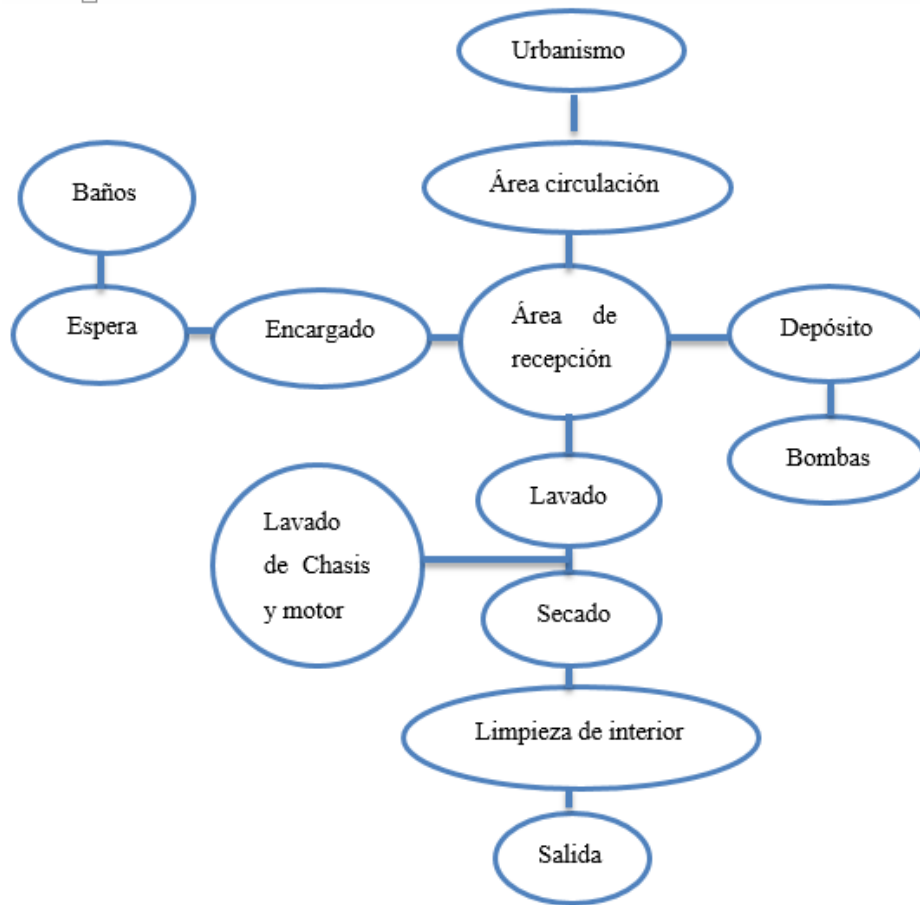 Urbanismo
Área circulación
Baños
Espera
Encargado
Área de
recepción
Depósito
Bombas
Lavado
Lavado
de Chasis
y motor
Secado
Limpieza de interior
Salida